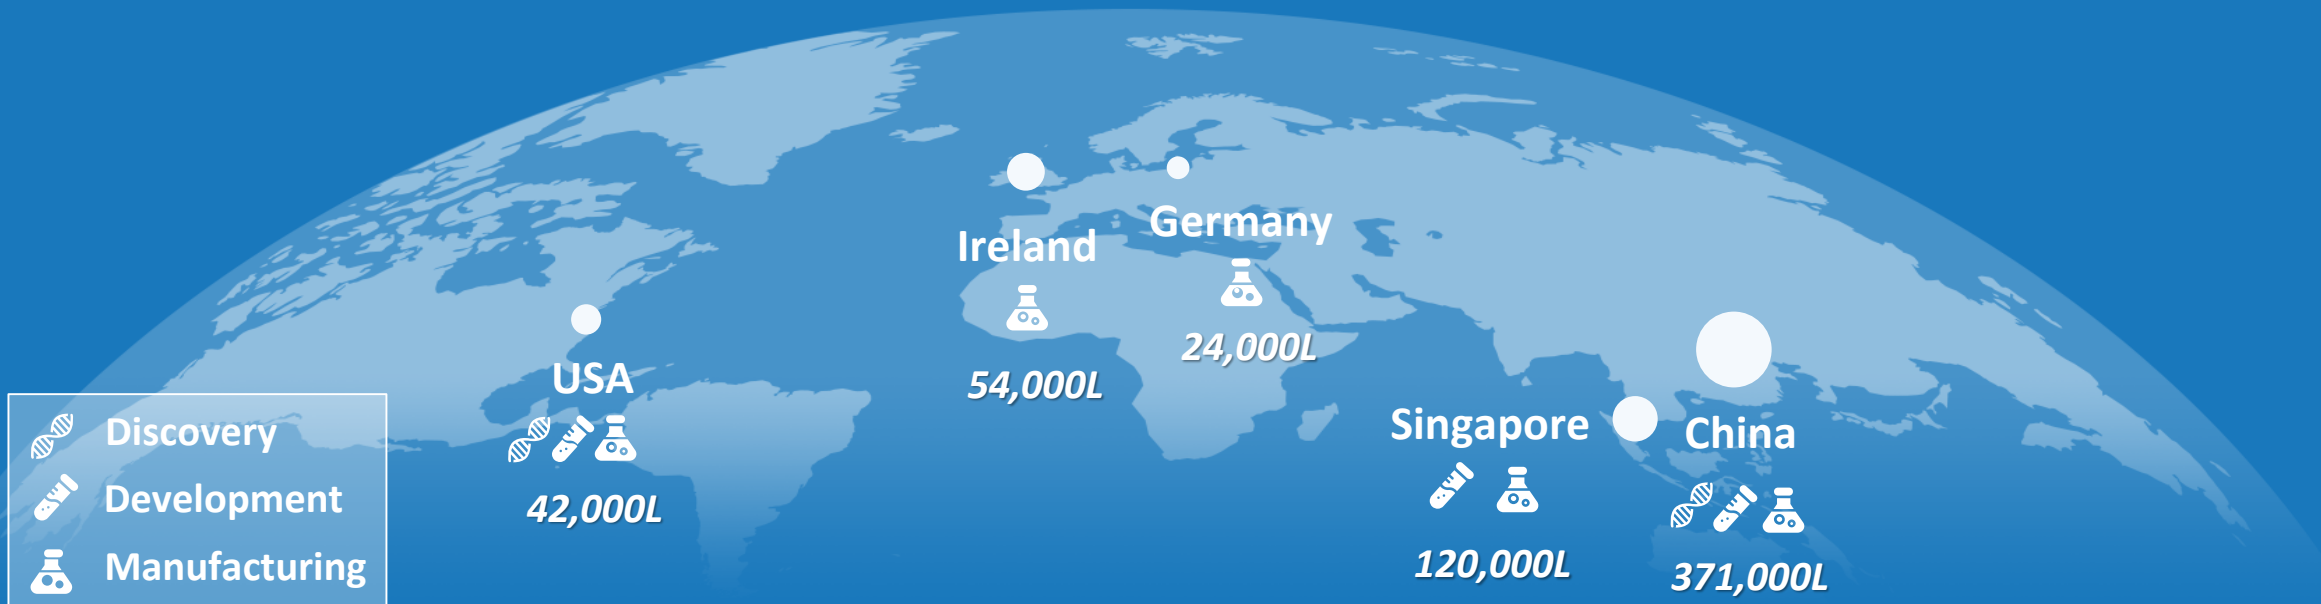 Germany
24,000L
Ireland
54,000L
USA
42,000L
Singapore
120,000L
China
371,000L
Discovery
Development
Manufacturing